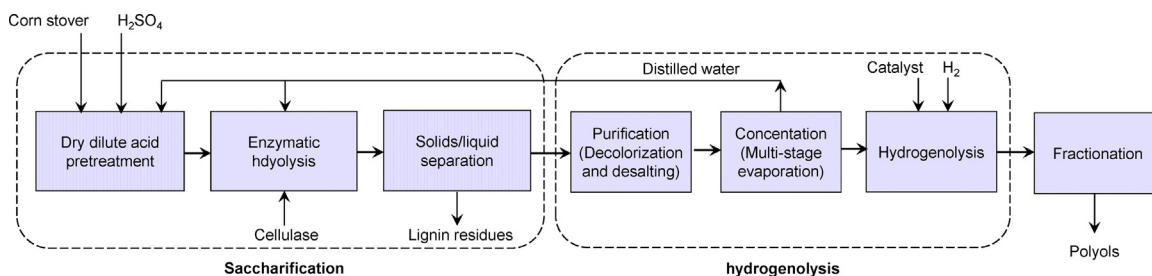 Corn stover
H₂SO₄
Distilled water
Catalyst
H₂
Dry dilute acid
pretreatment
Enzymatic
hdyolysis
Solids/liquid
separation
Purification
(Decolorization
and desalting)
Concentation
(Multi-stage
evaporation)
Hydrogenolysis
Fractionation
Cellulase
Lignin residues
Polyols
Saccharification
hydrogenolysis